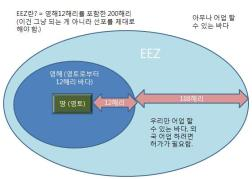 EEZ란? = 영해12해리를 포함한 200해리
(이건 그냥 되는 게 아니라 선포를 제대로
해야 함.)
아무나 어업 할
수 있는 바다
EEZ
영해 (영토로부터
12해리 바다)
땅 (영토)
12해리
188해리
우리만 어업 할
수 있는 바다, 외
국 어업 하려면
허가가 필요함.